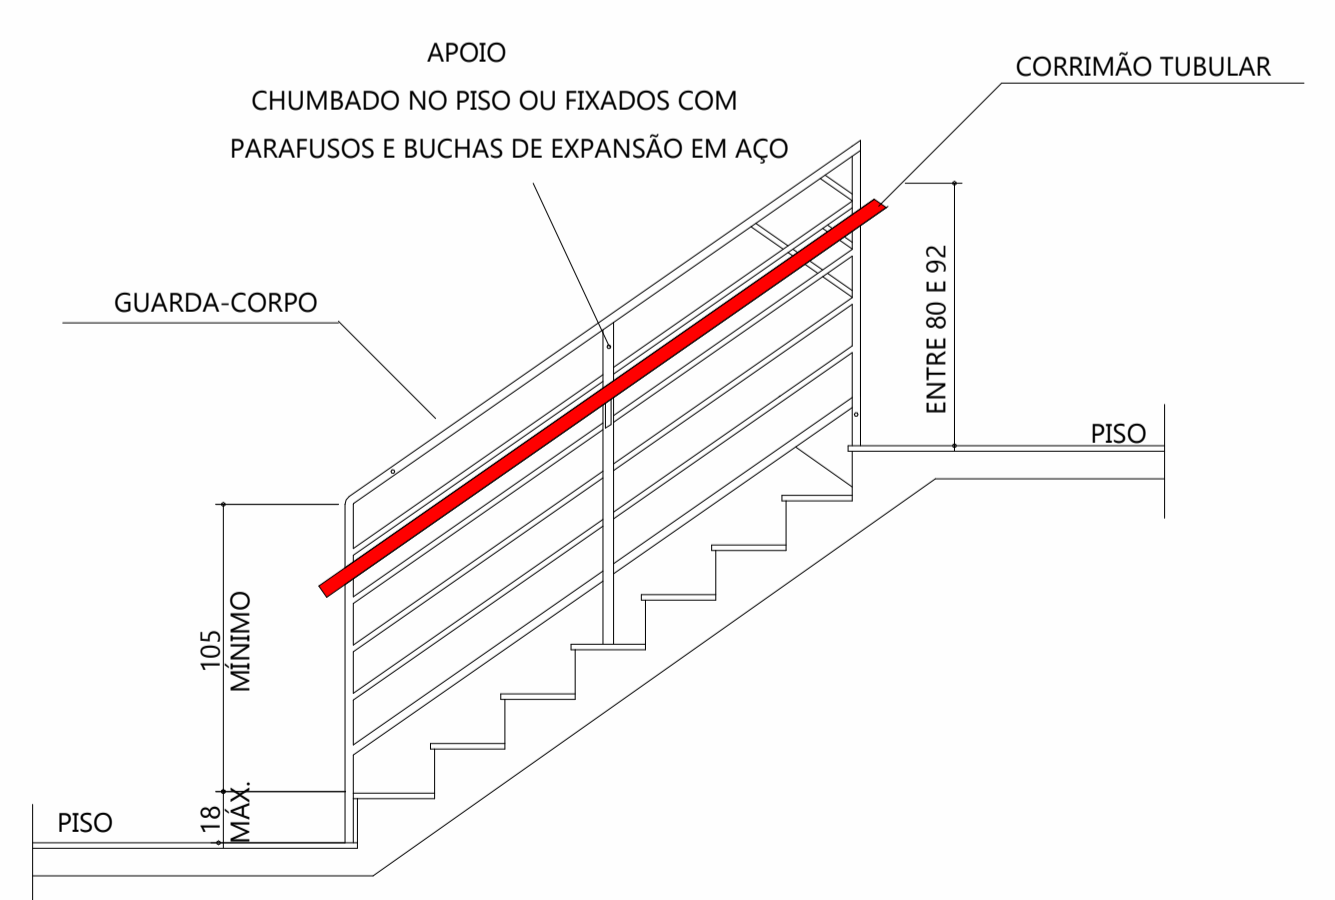 APOIO
CHUMBADO NO PISO OU FIXADOS COM
PARAFUSOS E BUCHAS DE EXPANSÃO EM AÇO
CORRIMÃO TUBULAR
GUARDA-CORPO
ENTRE 80 E 92
PISO
105
MÍNIMO
18
MÁX.
PISO